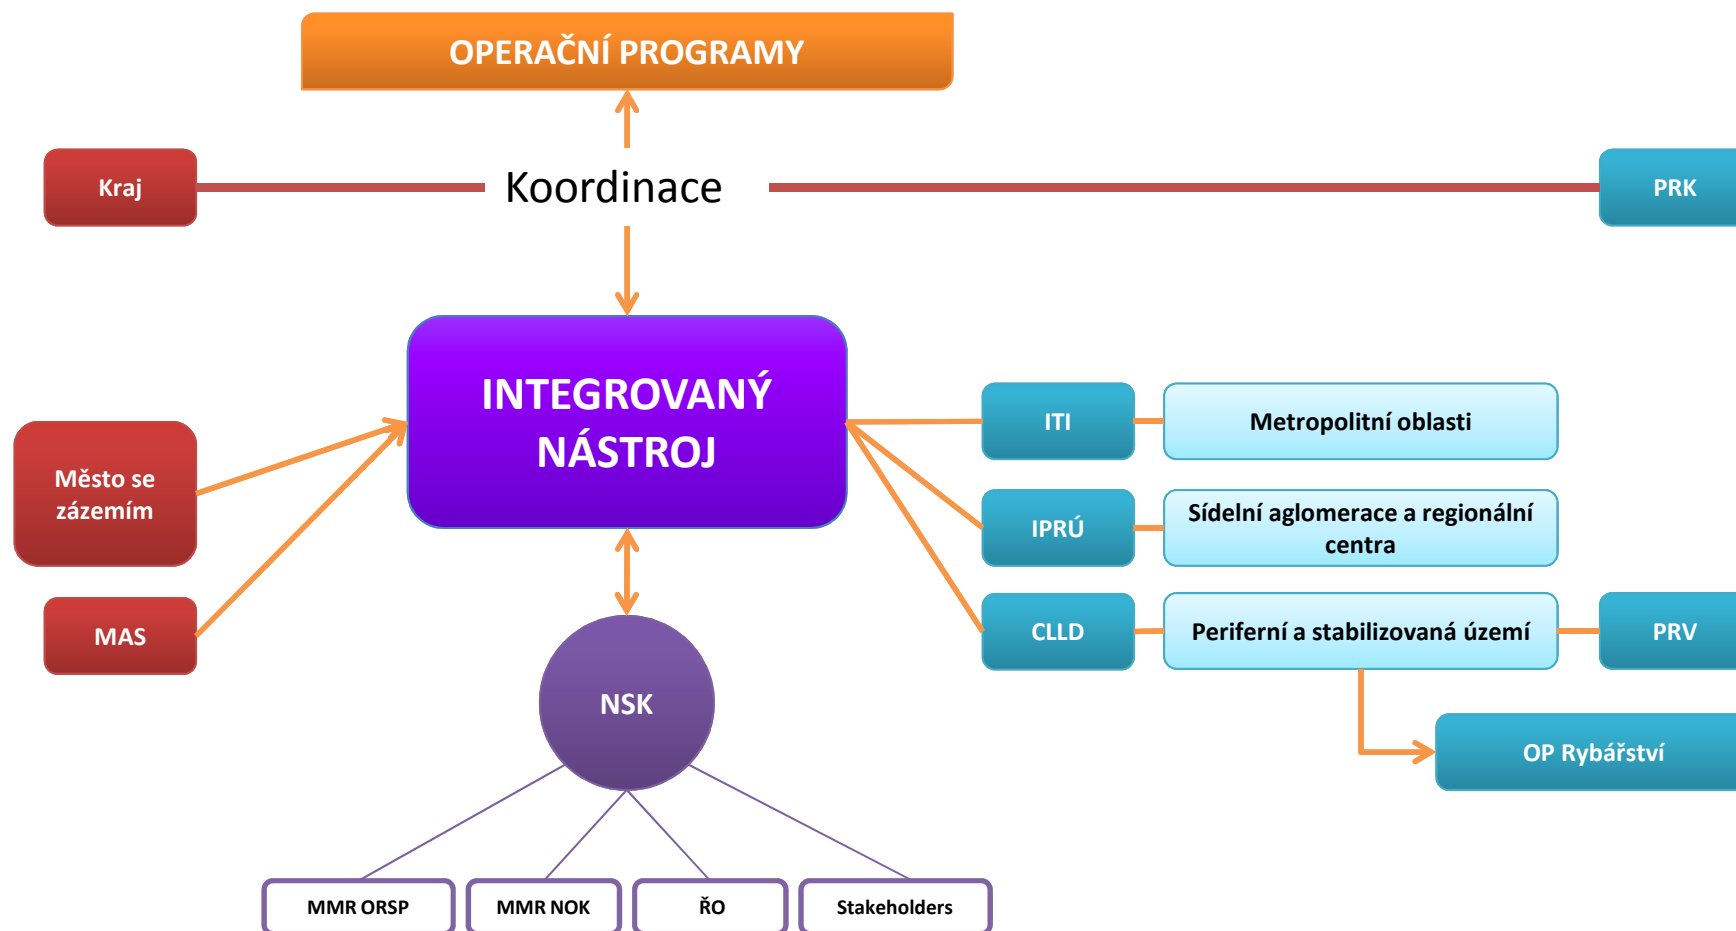 OPERAČNÍ PROGRAMY
Kraj
Koordinace
PRK
INTEGROVANÝ
NÁSTROJ
ITI
Metropolitní oblasti
Město se
zázemím
IPRÚ
Sídelní aglomerace a regionální
centra
MAS
CLLD
Periferní a stabilizovaná území
PRV
NSK
OP Rybářství
MMR ORSP
MMR NOK
ŘO
Stakeholders